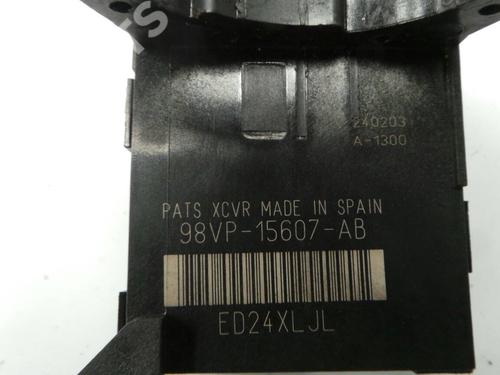 240203
A-1300
PATS XCVR MADE IN SPAIN
98VP-15607-AB
ED24XLJL